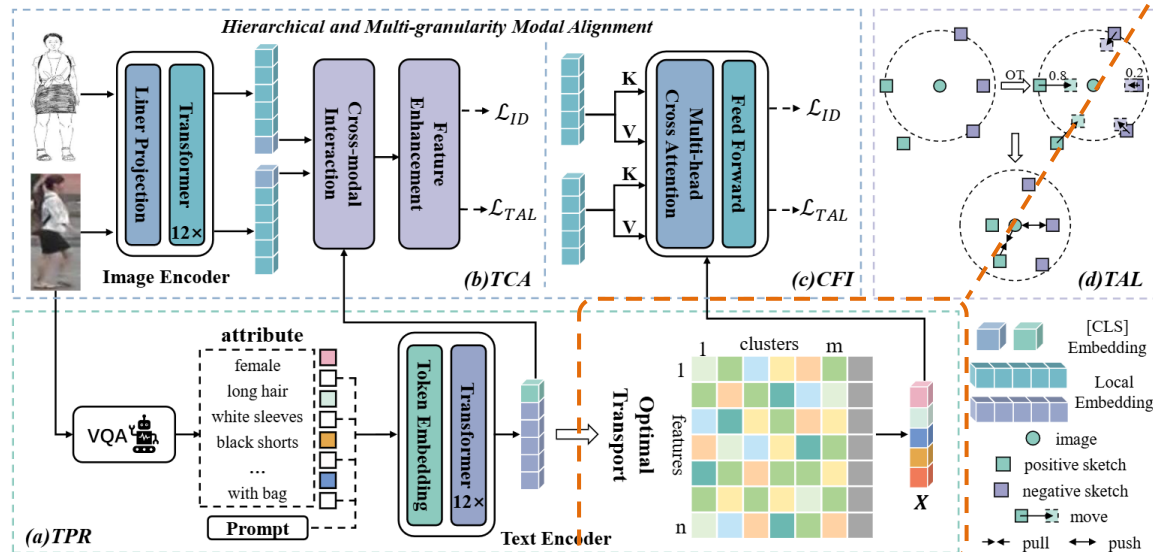 Hierarchical and Multi-granularity Modal Alignment
Liner Projection
Transformer
12×
Image Encoder
Cross-modal
Interaction
Feature
Enhancement
ℒID
ℒTAL
(b)TCA
K
V
K
V
Multi-head
Cross Attention
Feed Forward
ℒID
ℒTAL
(c)CFI
OT
0.8
0.2
(d)TAL
attribute
female
long hair
white sleeves
black shorts
...
with bag
Prompt
VQA
(a)TPR
Token Embedding
Transformer
12×
Text Encoder
Optimal
Transport
clusters
1
m
1
features
n
X
[CLS]
Embedding
Local
Embedding
image
positive sketch
negative sketch
move
pull
push